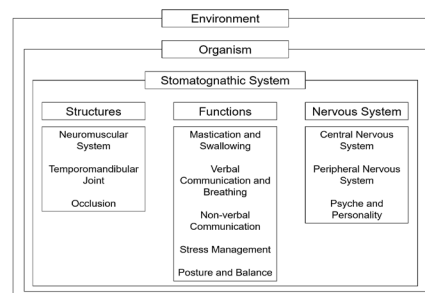 Environment
Organism
Stomatognathic System
Structures
Neuromuscular
System
Temporomandibular
Joint
Occlusion
Functions
Mastication and
Swallowing
Verbal
Communication and
Breathing
Non-verbal
Communication
Stress Management
Posture and Balance
Nervous System
Central Nervous
System
Peripheral Nervous
System
Psyche and
Personality